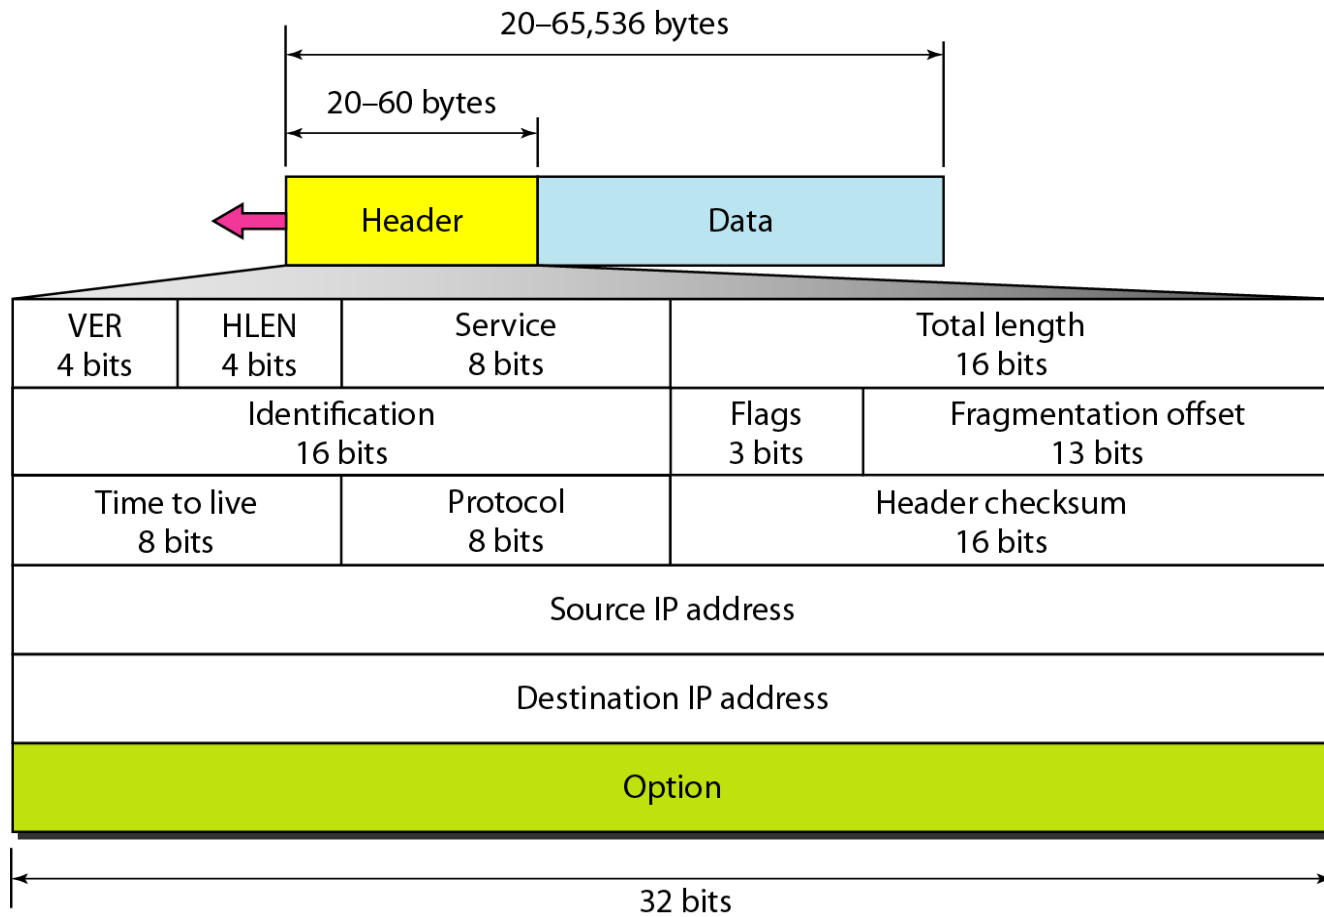 20–65,536 bytes
20–60 bytes
Header
Data
VER
4 bits
HLEN
4 bits
Service
8 bits
Total length
16 bits
Identification
16 bits
Flags
3 bits
Fragmentation offset
13 bits
Time to live
8 bits
Protocol
8 bits
Header checksum
16 bits
Source IP address
Destination IP address
Option
32 bits